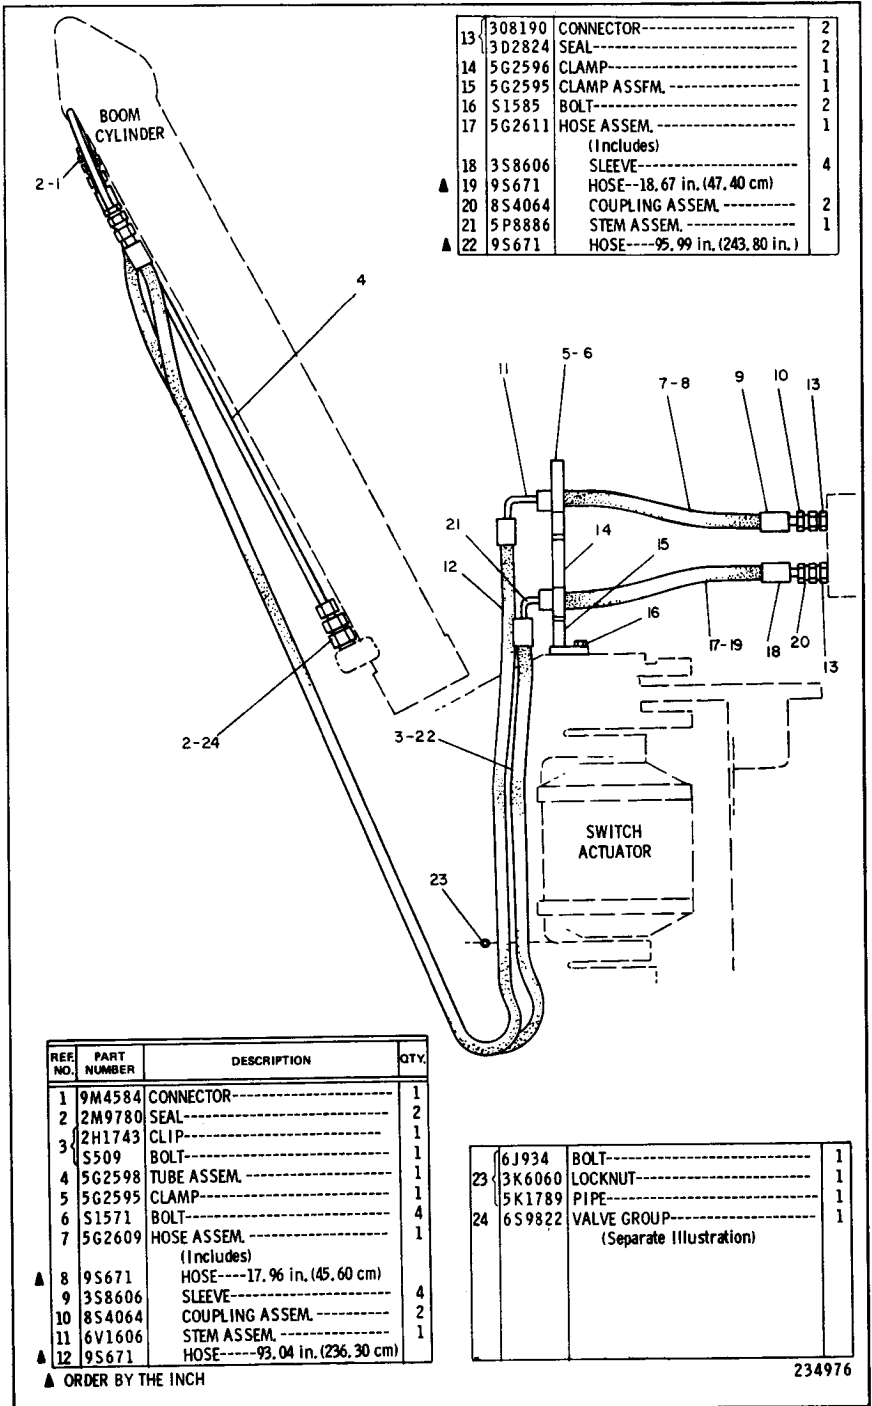 13 308190 CONNECTOR 2
3D2824 SEAL 2
14 5G2596 CLAMP 1
15 5G2595 CLAMP ASSFM. 1
16 S1585 BOLT 2
17 5G2611 HOSE ASSEM. 1
(Includes)
18 3S8606 SLEEVE 4
▲ 19 9S671 HOSE--18.67 in.(47.40 cm)
20 8S4064 COUPLING ASSEM. 2
21 5P8886 STEM ASSEM. 1
▲ 22 9S671 HOSE----95.99 in.(243.80 in.)
BOOM
CYLINDER
2-1
4
5-6
11
7-8
9
10
13
21
14
15
12
16
17-19
18
20
13
2-24
3-22
SWITCH
ACTUATOR
23
REF. NO. PART NUMBER DESCRIPTION QTY.
1 9M4584 CONNECTOR 1
2 2M9780 SEAL 2
3 2H1743 CLIP 1
S509 BOLT 1
4 5G2598 TUBE ASSEM. 1
5 5G2595 CLAMP 1
6 S1571 BOLT 4
7 5G2609 HOSE ASSEM. 1
(Includes)
▲ 8 9S671 HOSE----17.96 in.(45.60 cm)
9 3S8606 SLEEVE 4
10 8S4064 COUPLING ASSEM. 2
11 6V1606 STEM ASSEM. 1
▲ 12 9S671 HOSE-----93.04 in.(236.30 cm)
▲ ORDER BY THE INCH
23 6J934 BOLT 1
3K6060 LOCKNUT 1
5K1789 PIPE 1
24 6S9822 VALVE GROUP 1
(Separate Illustration)
234976